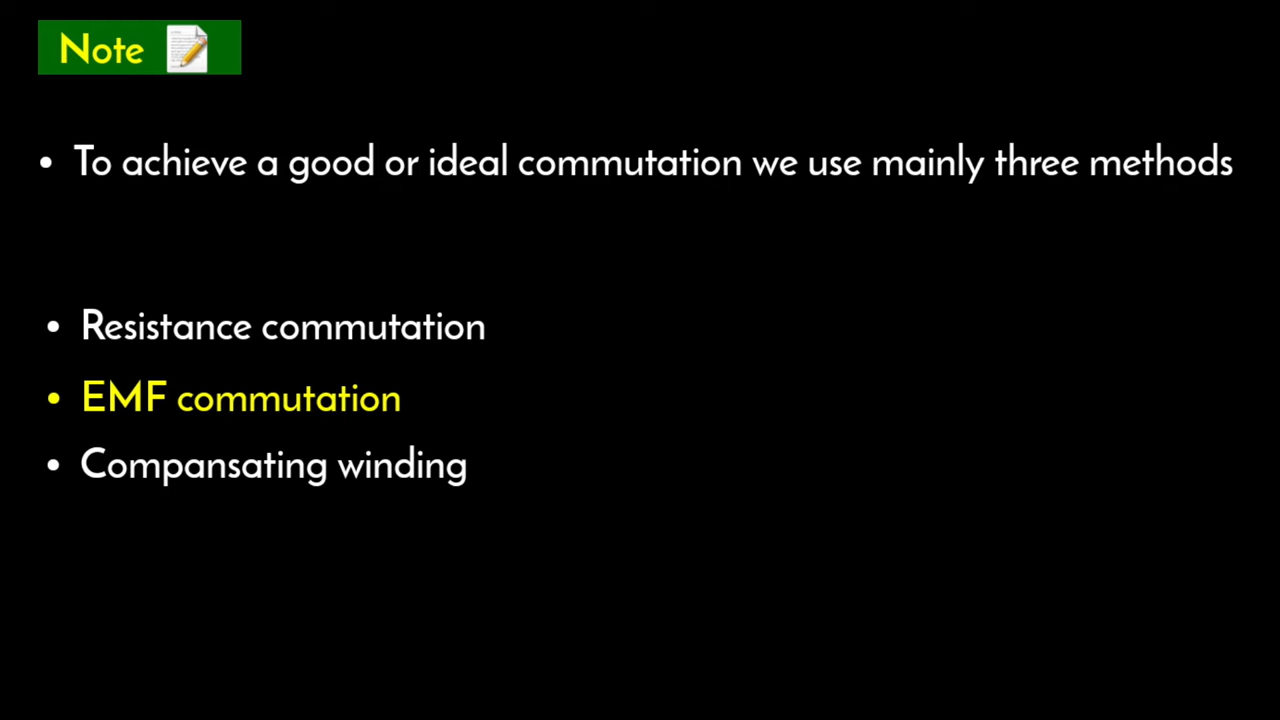 Note
• To achieve a good or ideal commutation we use mainly three methods
• Resistance commutation
• EMF commutation
• Compansating winding